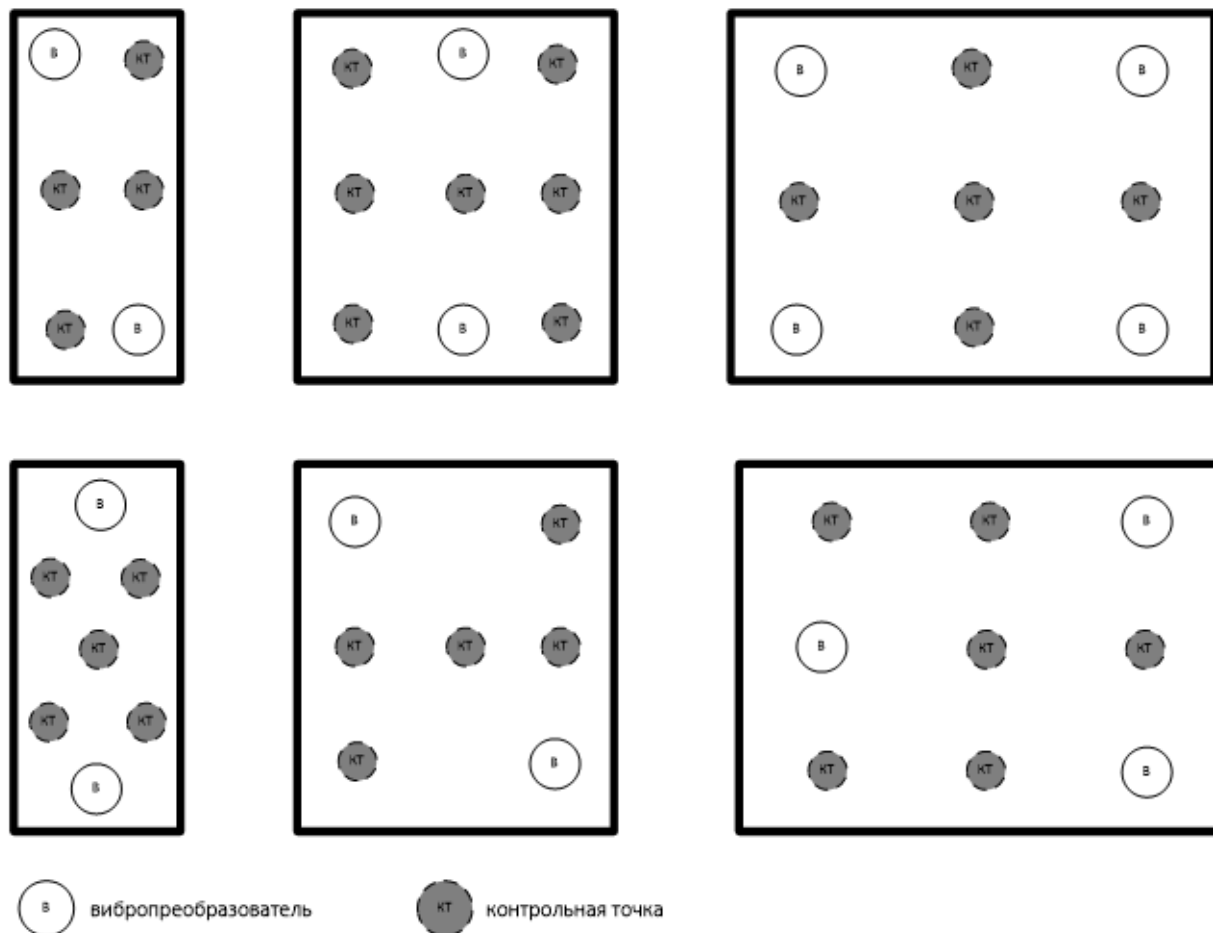 В КТ
КТ КТ
КТ В
КТ В КТ
КТ КТ КТ
КТ В КТ
В КТ В
КТ КТ КТ
В КТ В
В
КТ КТ
КТ
КТ КТ
В
В КТ
КТ КТ КТ
КТ В
КТ КТ В
В КТ КТ
КТ КТ В
В вибропреобразователь
КТ контрольная точка